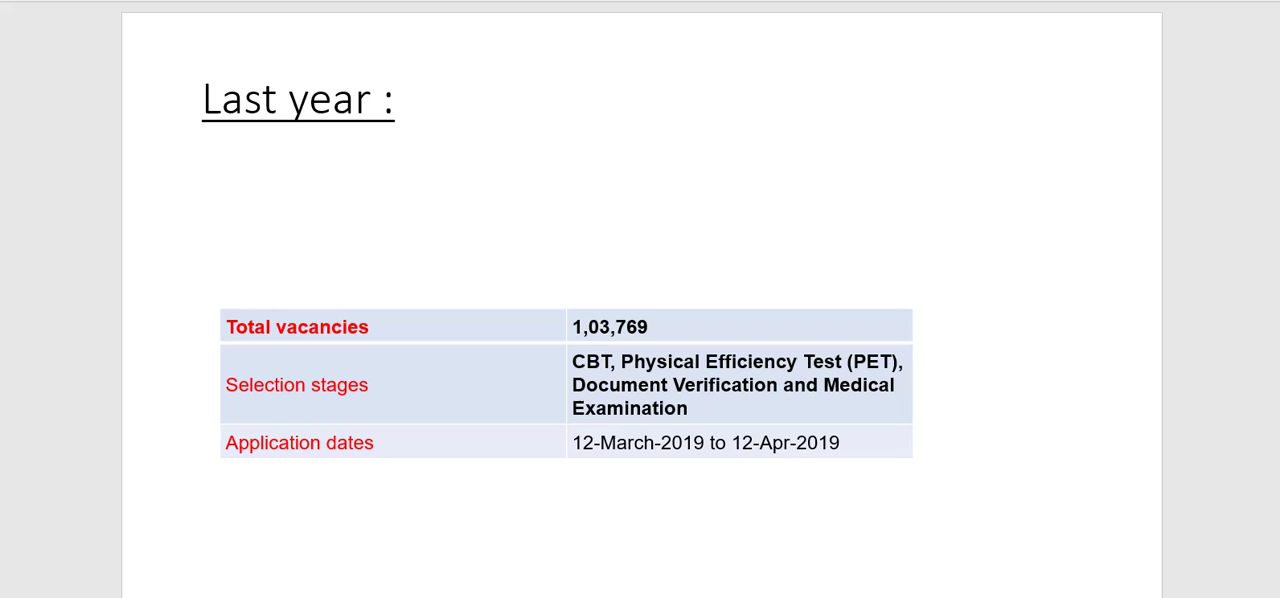 Last year :
Total vacancies 1,03,769
Selection stages CBT, Physical Efficiency Test (PET),
Document Verification and Medical
Examination
Application dates 12-March-2019 to 12-Apr-2019